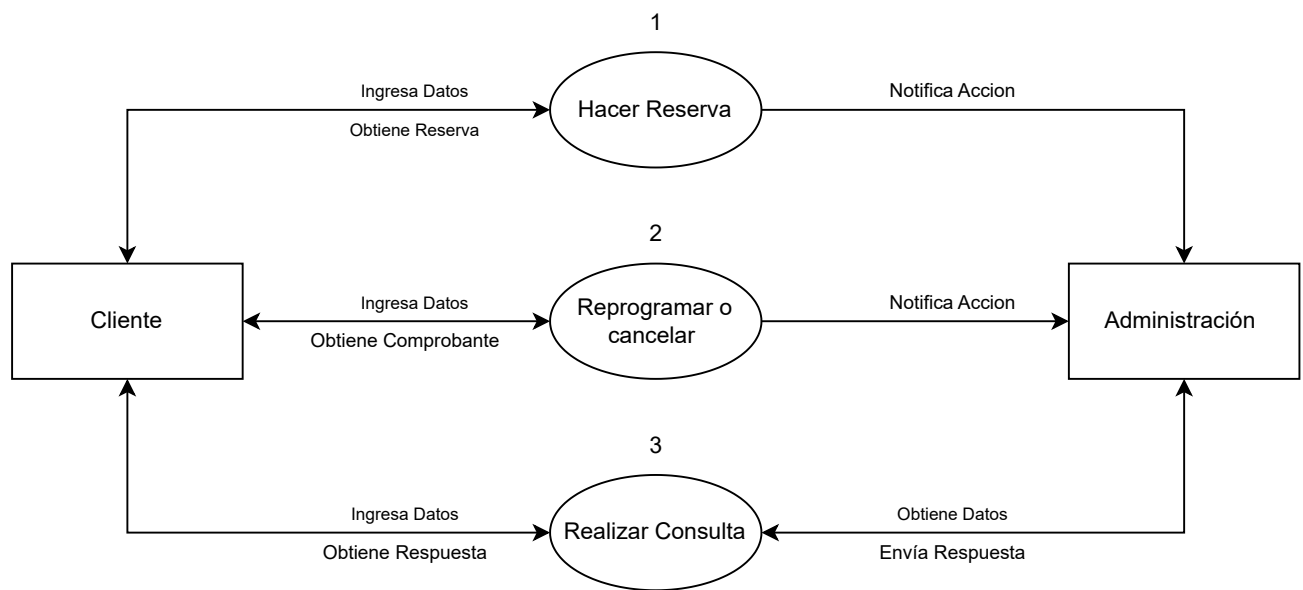 1
Ingresa Datos
Hacer Reserva
Notifica Accion
Obtiene Reserva
2
Cliente
Ingresa Datos
Reprogramar o
cancelar
Notifica Accion
Administración
Obtiene Comprobante
3
Ingresa Datos
Realizar Consulta
Obtiene Datos
Obtiene Respuesta
Envía Respuesta